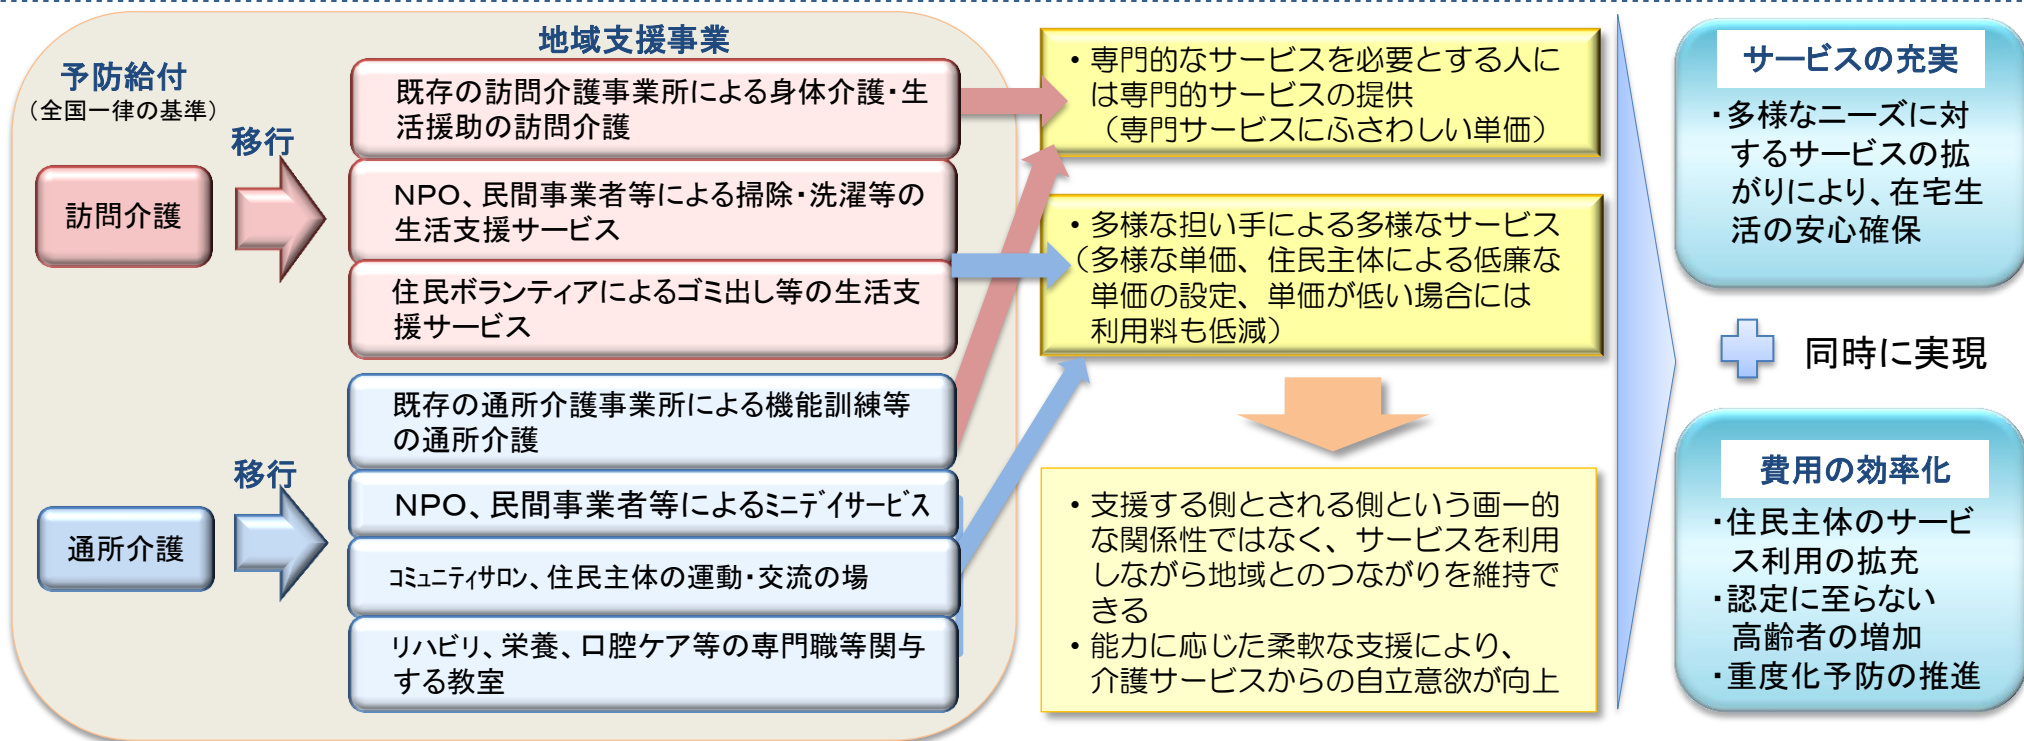 地域支援事業
予防給付
（全国一律の基準）
移行
訪問介護
既存の訪問介護事業所による身体介護・生
活援助の訪問介護
NPO、民間事業者等による掃除・洗濯等の
生活支援サービス
住民ボランティアによるゴミ出し等の生活支
援サービス
移行
通所介護
既存の通所介護事業所による機能訓練等
の通所介護
NPO、民間事業者等によるﾐﾆﾃﾞｲｻｰﾋﾞｽ
ｺﾐｭﾆﾃｨサロン、住民主体の運動・交流の場
リハビリ、栄養、口腔ケア等の専門職等関与
する教室
・専門的なサービスを必要とする人に
は専門的サービスの提供
（専門サービスにふさわしい単価）
・多様な担い手による多様なサービス
（多様な単価、住民主体による低廉な
単価の設定、単価が低い場合には
利用料も低減）
・支援する側とされる側という画一的
な関係性ではなく、サービスを利用
しながら地域とのつながりを維持で
きる
・能力に応じた柔軟な支援により、
介護サービスからの自立意欲が向上
サービスの充実
・多様なニーズに対
するサービスの拡
がりにより、在宅生
活の安心確保
同時に実現
費用の効率化
・住民主体のサービ
ス利用の拡充
・認定に至らない
高齢者の増加
・重度化予防の推進